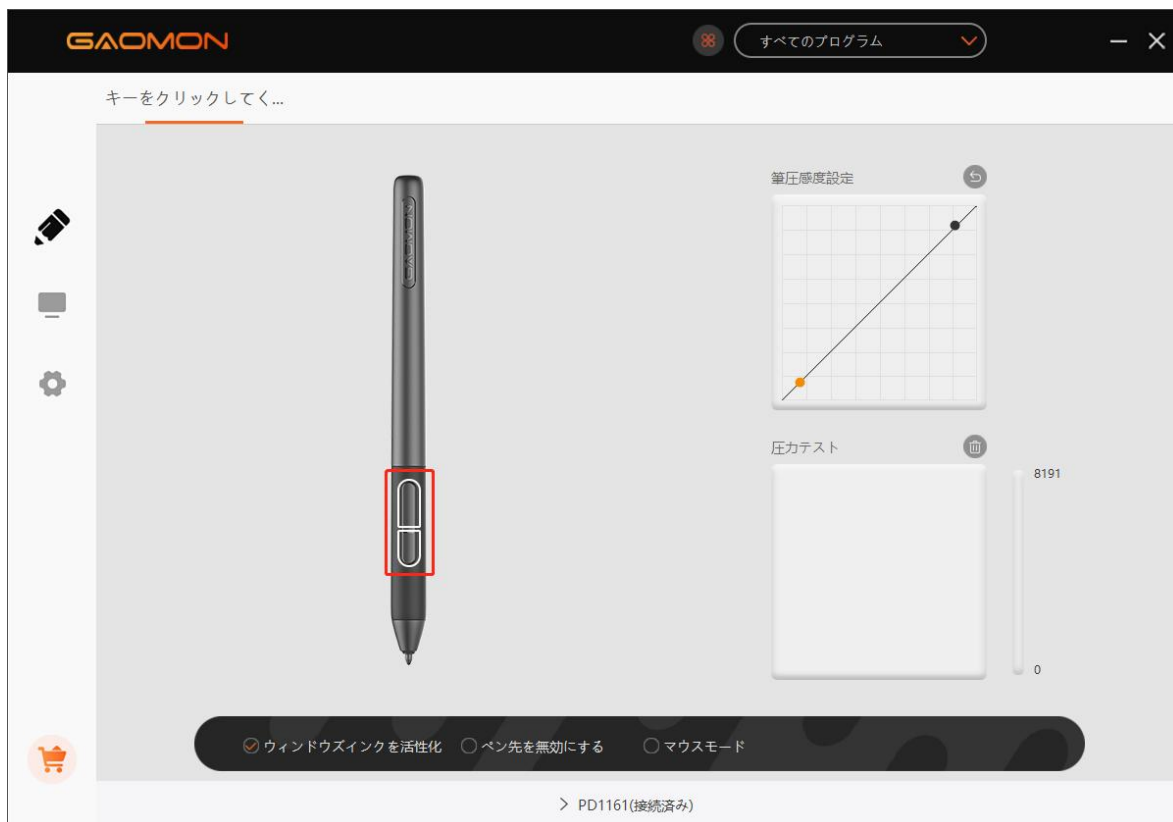 GAOMON
すべてのプログラム
キーをクリックしてく...
GAOMON
筆圧感度設定
圧力テスト
8191
0
ウィンドウズインクを活性化
ペン先を無効にする
マウスモード
PD1161(接続済み)